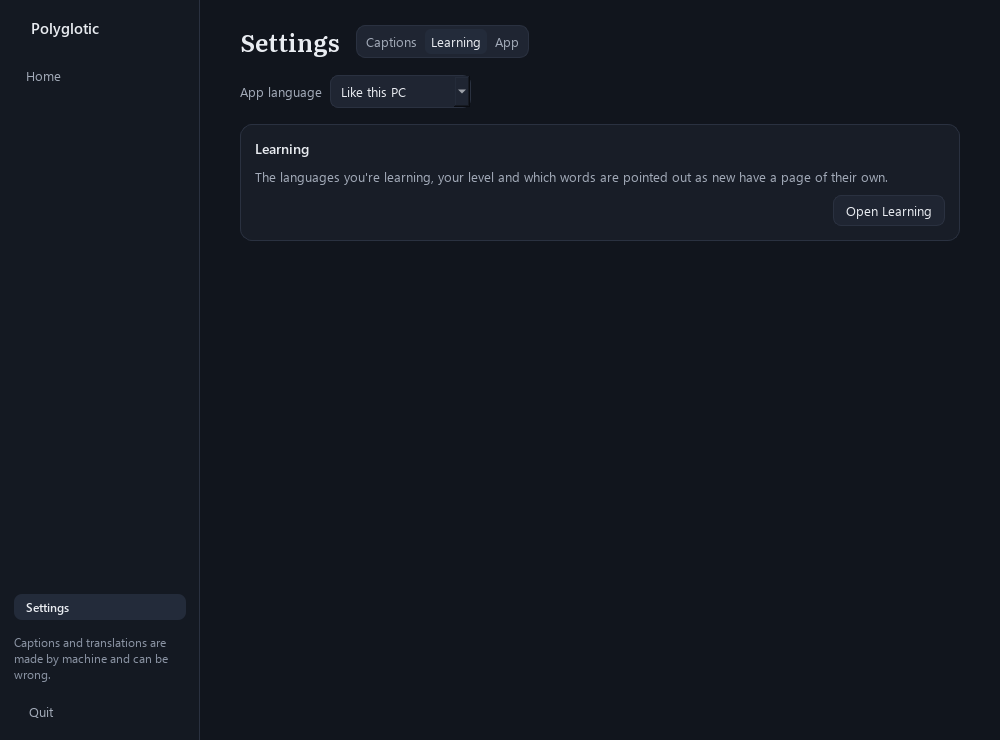 Polyglotic
Home
Settings
Captions and translations are
made by machine and can be
wrong.
Quit
Settings
Captions Learning App
App language Like this PC
Learning
The languages you're learning, your level and which words are pointed out as new have a page of their own.
Open Learning